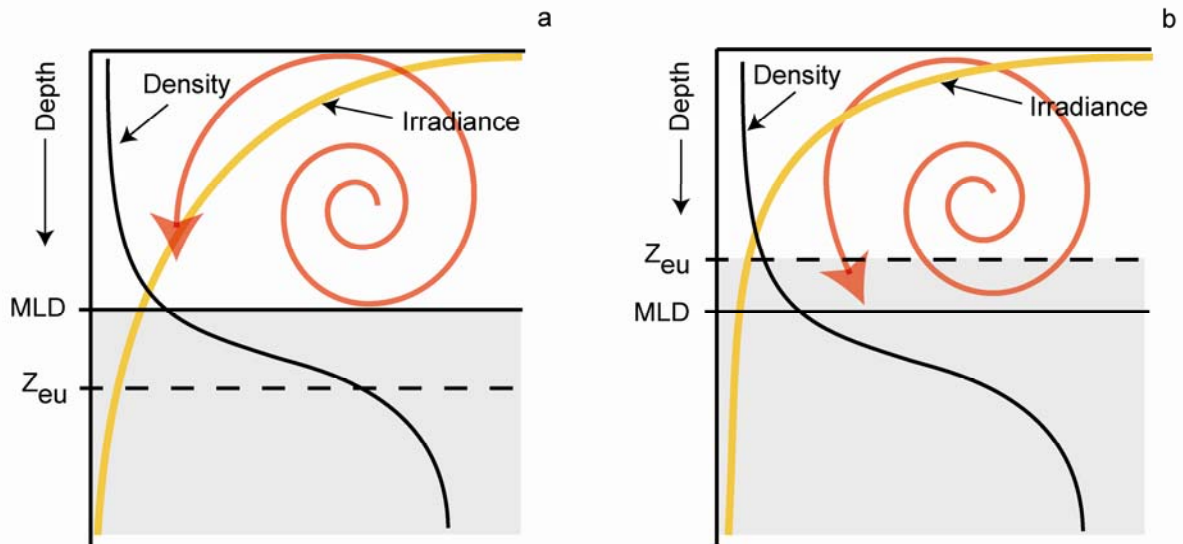 a
Density
Irradiance
Depth
MLD
Zeu
b
Density
Irradiance
Depth
Zeu
MLD